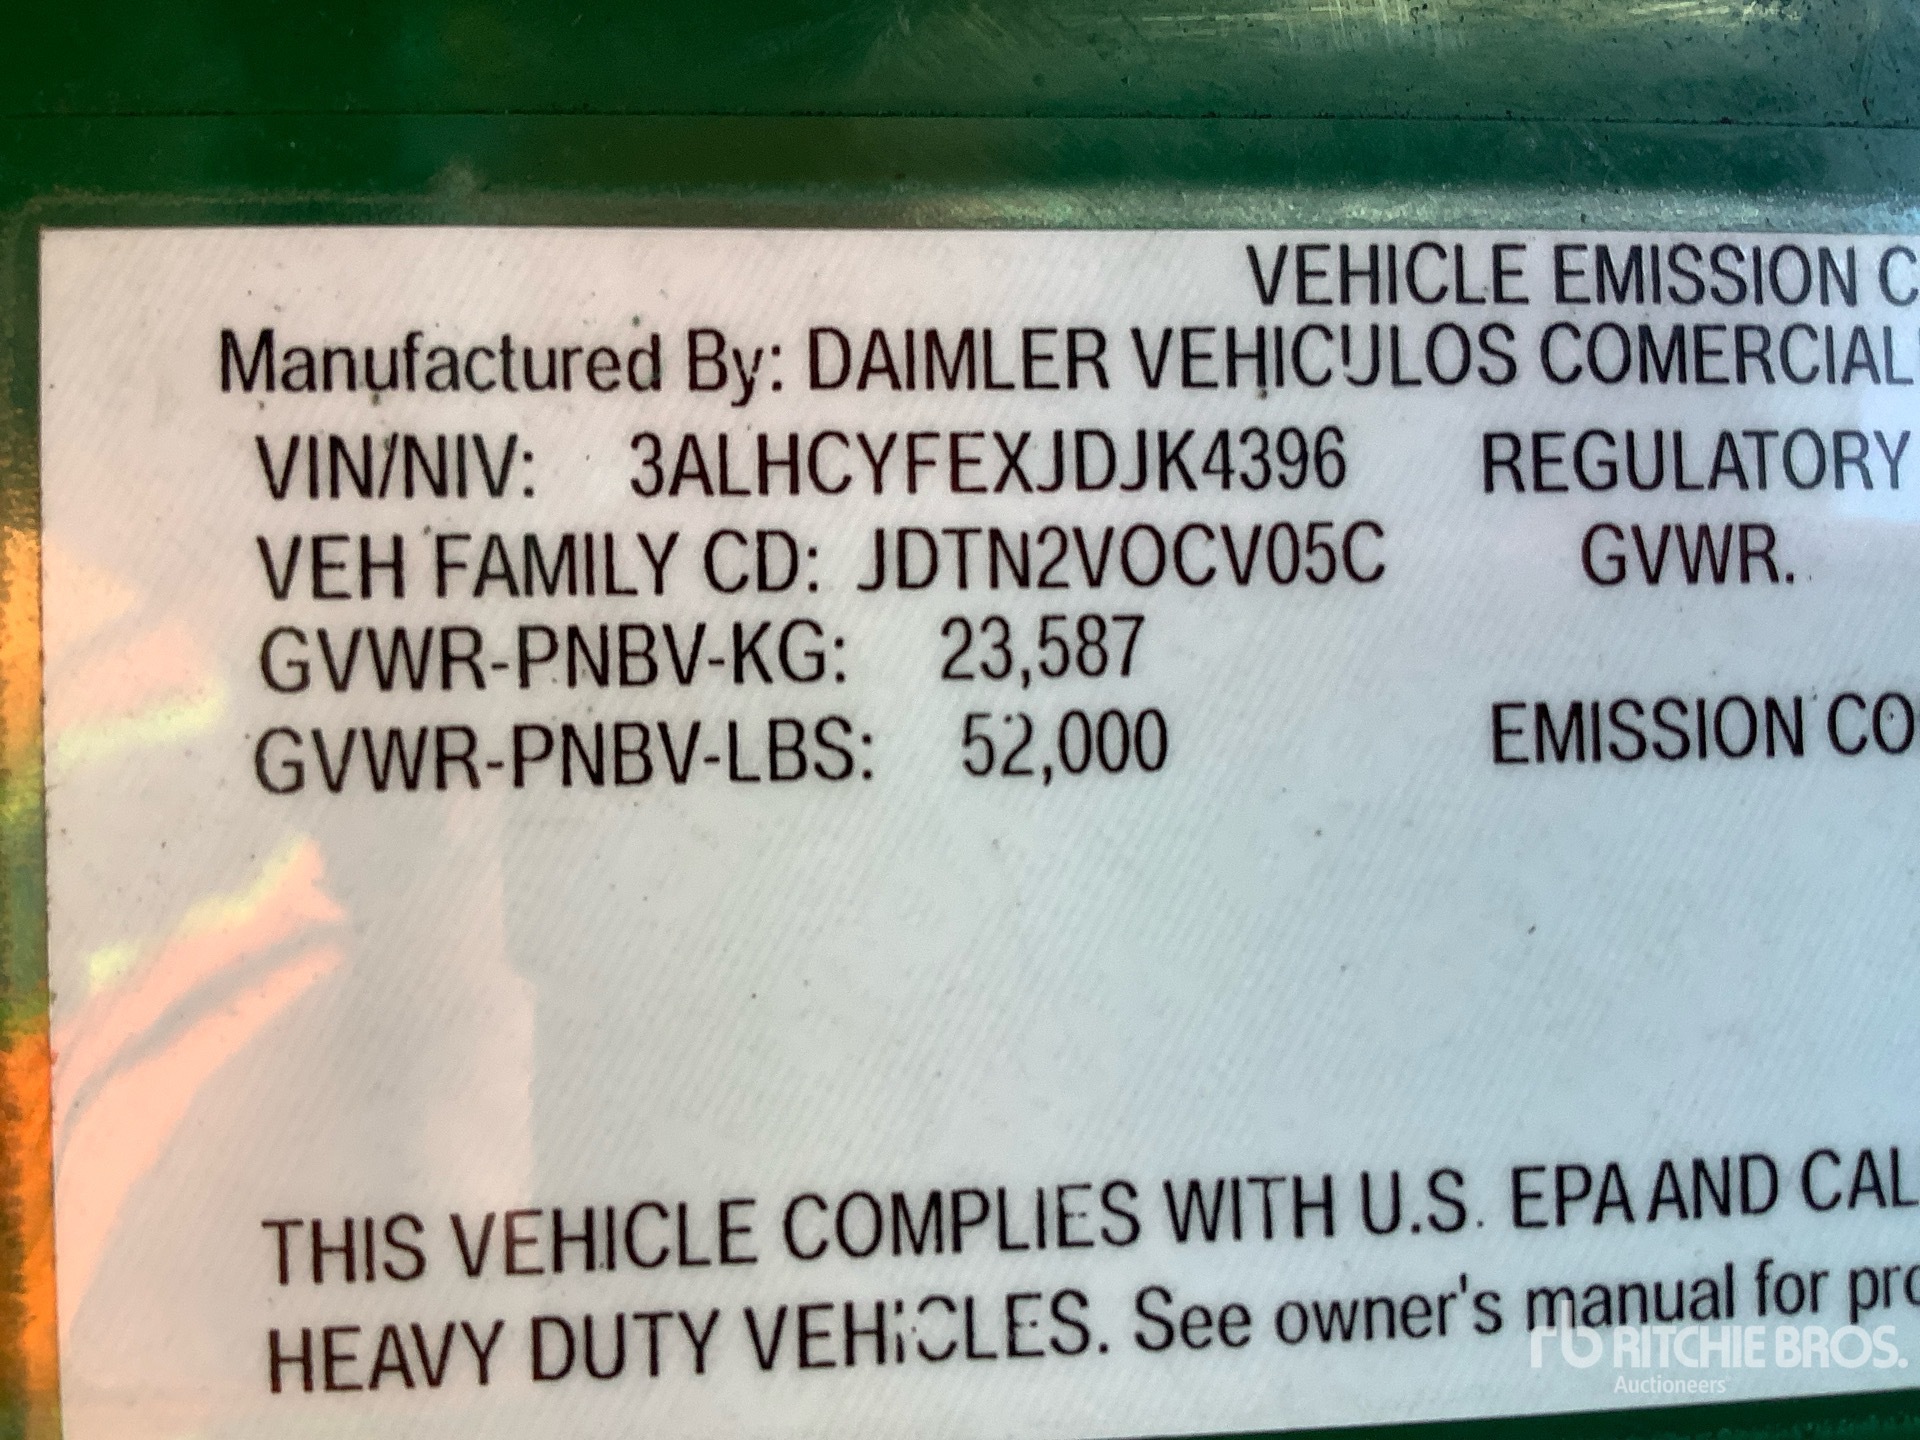 VEHICLE EMISSION C
Manufactured By: DAIMLER VEHICULOS COMERCIAL
VIN/NIV: 3ALHCYFEXJDJK4396 REGULATORY
VEH FAMILY CD: JDTN2VOCV05C GVWR.
GVWR-PNBV-KG: 23,587
GVWR-PNBV-LBS: 52,000 EMISSION CO
THIS VEHICLE COMPLIES WITH U.S. EPA AND CAL
HEAVY DUTY VEHICLES. See owner's manual for pro
rb RITCHIE BROS.
Auctioneers